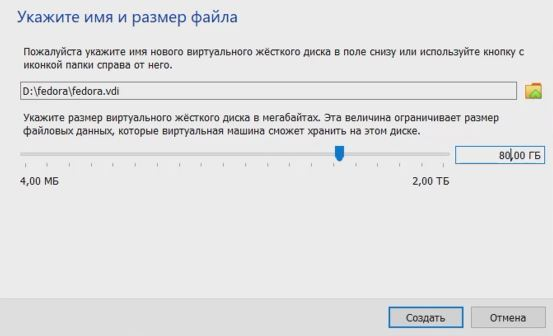 Укажите имя и размер файла
Пожалуйста укажите имя нового виртуального жёсткого диска в поле снизу или используйте кнопку с
иконкой папки справа от него.
D:\fedora\fedora.vdi
Укажите размер виртуального жёсткого диска в мегабайтах. Эта величина ограничивает размер
файловых данных, которые виртуальная машина сможет хранить на этом диске.
80,00 ГБ
4,00 МБ 2,00 ТБ
Создать Отмена